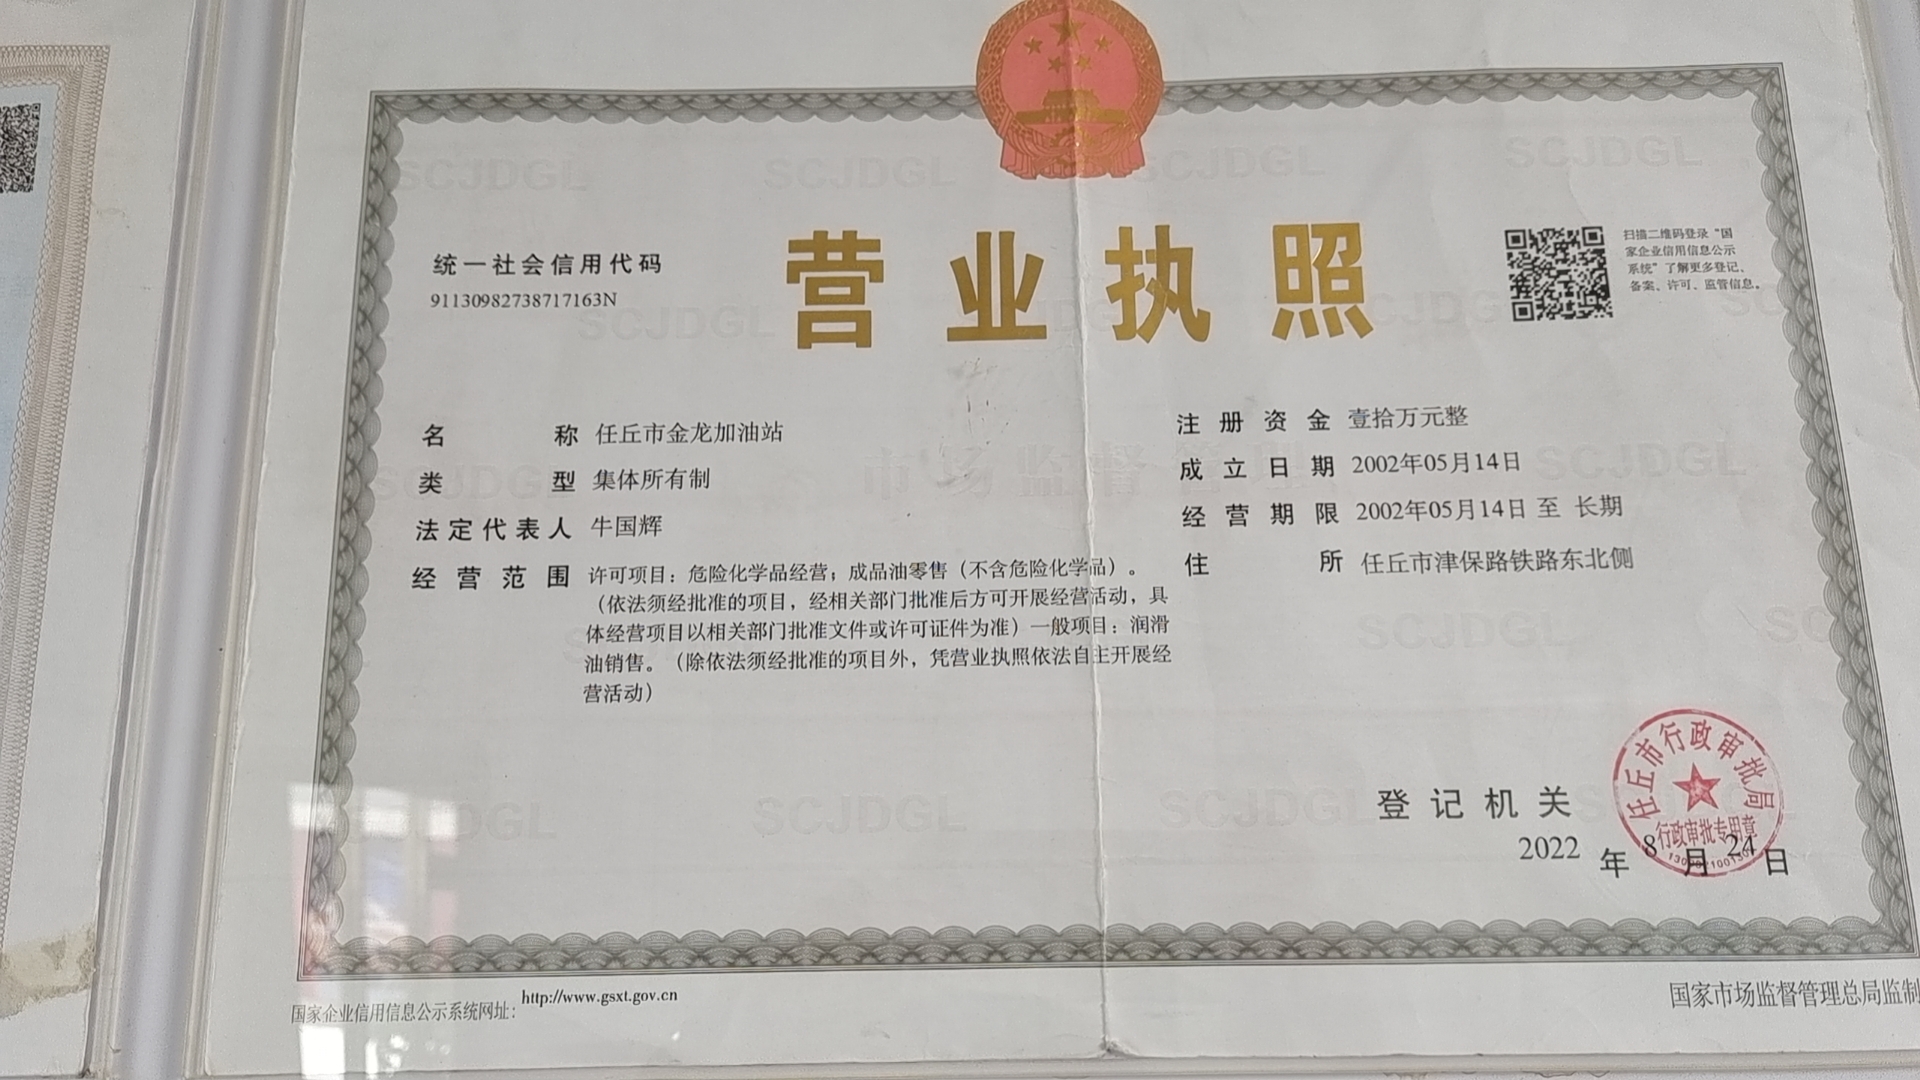 营业执照
统一社会信用代码
91130982738717163N
扫描二维码登录“国
家企业信用信息公示
系统”了解更多登记、
备案、许可、监管信息。
名称 任丘市金龙加油站
类型 集体所有制
法定代表人 牛国辉
经营范围 许可项目：危险化学品经营；成品油零售（不含危险化学品）。
（依法须经批准的项目，经相关部门批准后方可开展经营活动，具
体经营项目以相关部门批准文件或许可证件为准）一般项目：润滑
油销售。（除依法须经批准的项目外，凭营业执照依法自主开展经
营活动）
注册资金 壹拾万元整
成立日期 2002年05月14日
经营期限 2002年05月14日 至 长期
住所 任丘市津保路铁路东北侧
登记机关
2022年8月24日
任丘市行政审批局
行政审批专用章
国家企业信用信息公示系统网址：http://www.gsxt.gov.cn
国家市场监督管理总局监制
市场监督管理
SCJDGL